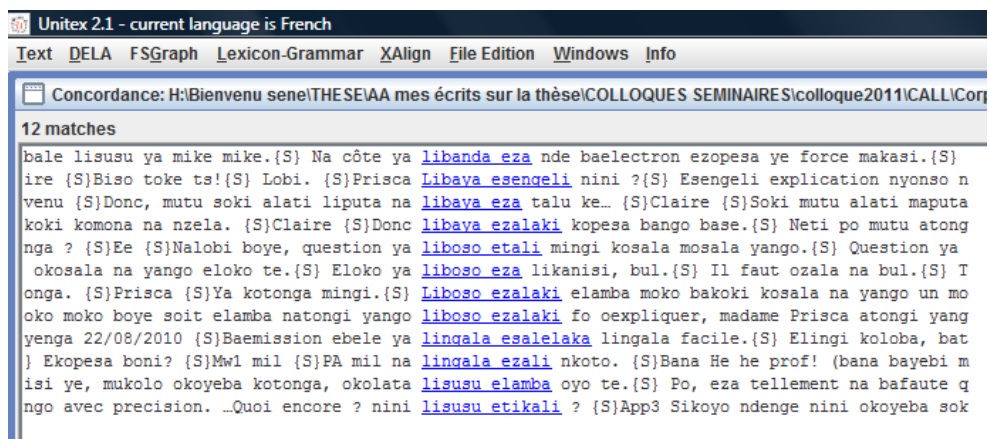 Unitex 2.1 - current language is French
Text DELA FSGraph Lexicon-Grammar XAlign File Edition Windows Info
Concordance: H:\Bienvenu sene\THESE\AA mes écrits sur la thèse\COLLOQUES SEMINAIRES\colloque2011\CALL\Corp
12 matches
bale lisusu ya mike mike.{S} Na côte ya libanda eza nde baelectron ezopesa ye force makasi.{S}
ire {S}Biso toke ts!{S} Lobi. {S}Prisca Libaya esengeli nini ?{S} Esengeli explication nyonso n
venu {S}Donc, mutu soki alati liputa na libaya eza talu ke… {S}Claire {S}Soki mutu alati maputa
koki komona na nzela. {S}Claire {S}Donc libaya ezalaki kopesa bango base.{S} Neti po mutu atong
nga ? {S}Ee {S}Nalobi boye, question ya liboso etali mingi kosala mosala yango.{S} Question ya
okosala na yango eloko te.{S} Eloko ya liboso eza likanisi, bul.{S} Il faut ozala na bul.{S} T
onga. {S}Prisca {S}Ya kotonga mingi.{S} Liboso ezalaki elamba moko bakoki kosala na yango un mo
oko moko boye soit elamba natongi yango liboso ezalaki fo oexpliquer, madame Prisca atongi yang
yenga 22/08/2010 {S}Baemission ebele ya lingala esalelaka lingala facile.{S} Elingi koloba, bat
} Ekopesa boni? {S}Mw1 mil {S}PA mil na lingala ezali nkoto. {S}Bana He he prof! (bana bayebi m
isi ye, mukolo okoyeba kotonga, okolata lisusu elamba oyo te.{S} Po, eza tellement na bafaute q
ngo avec precision. …Quoi encore ? nini lisusu etikali ? {S}App3 Sikoyo ndenge nini okoyeba sok